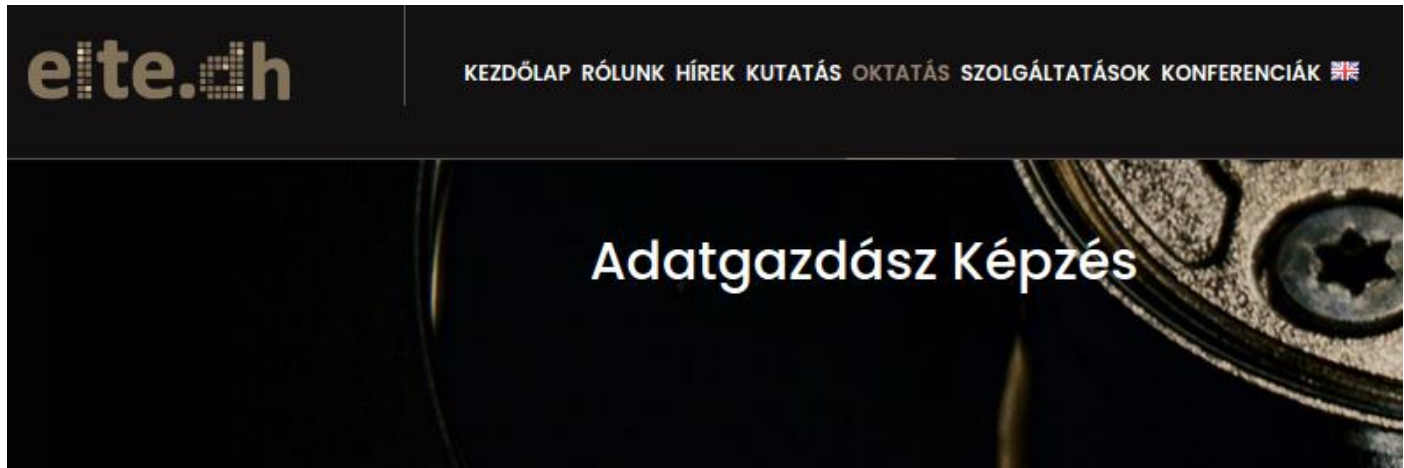 elte.dh
KEZDŐLAP RÓLUNK HÍREK KUTATÁS OKTATÁS SZOLGÁLTATÁSOK KONFERENCIÁK
Adatgazdász Képzés